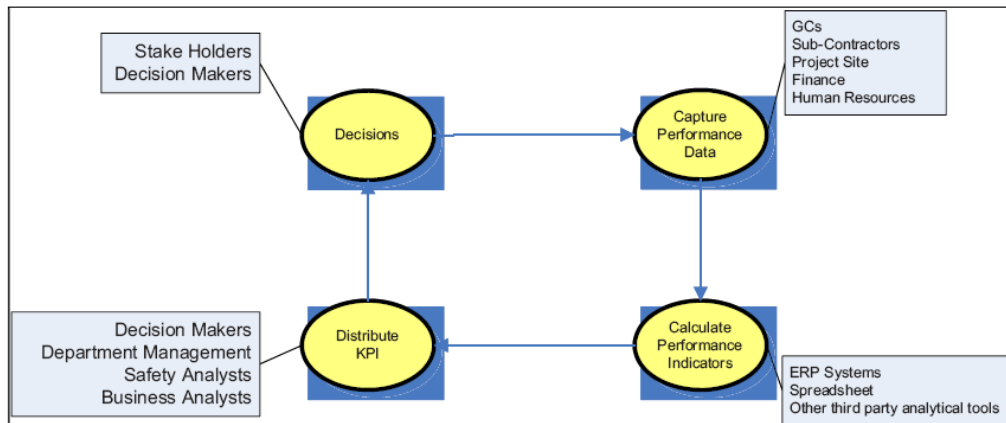 Stake Holders
Decision Makers
Decisions
Capture
Performance
Data
GCs
Sub-Contractors
Project Site
Finance
Human Resources
Decision Makers
Department Management
Safety Analysts
Business Analysts
Distribute
KPI
Calculate
Performance
Indicators
ERP Systems
Spreadsheet
Other third party analytical tools